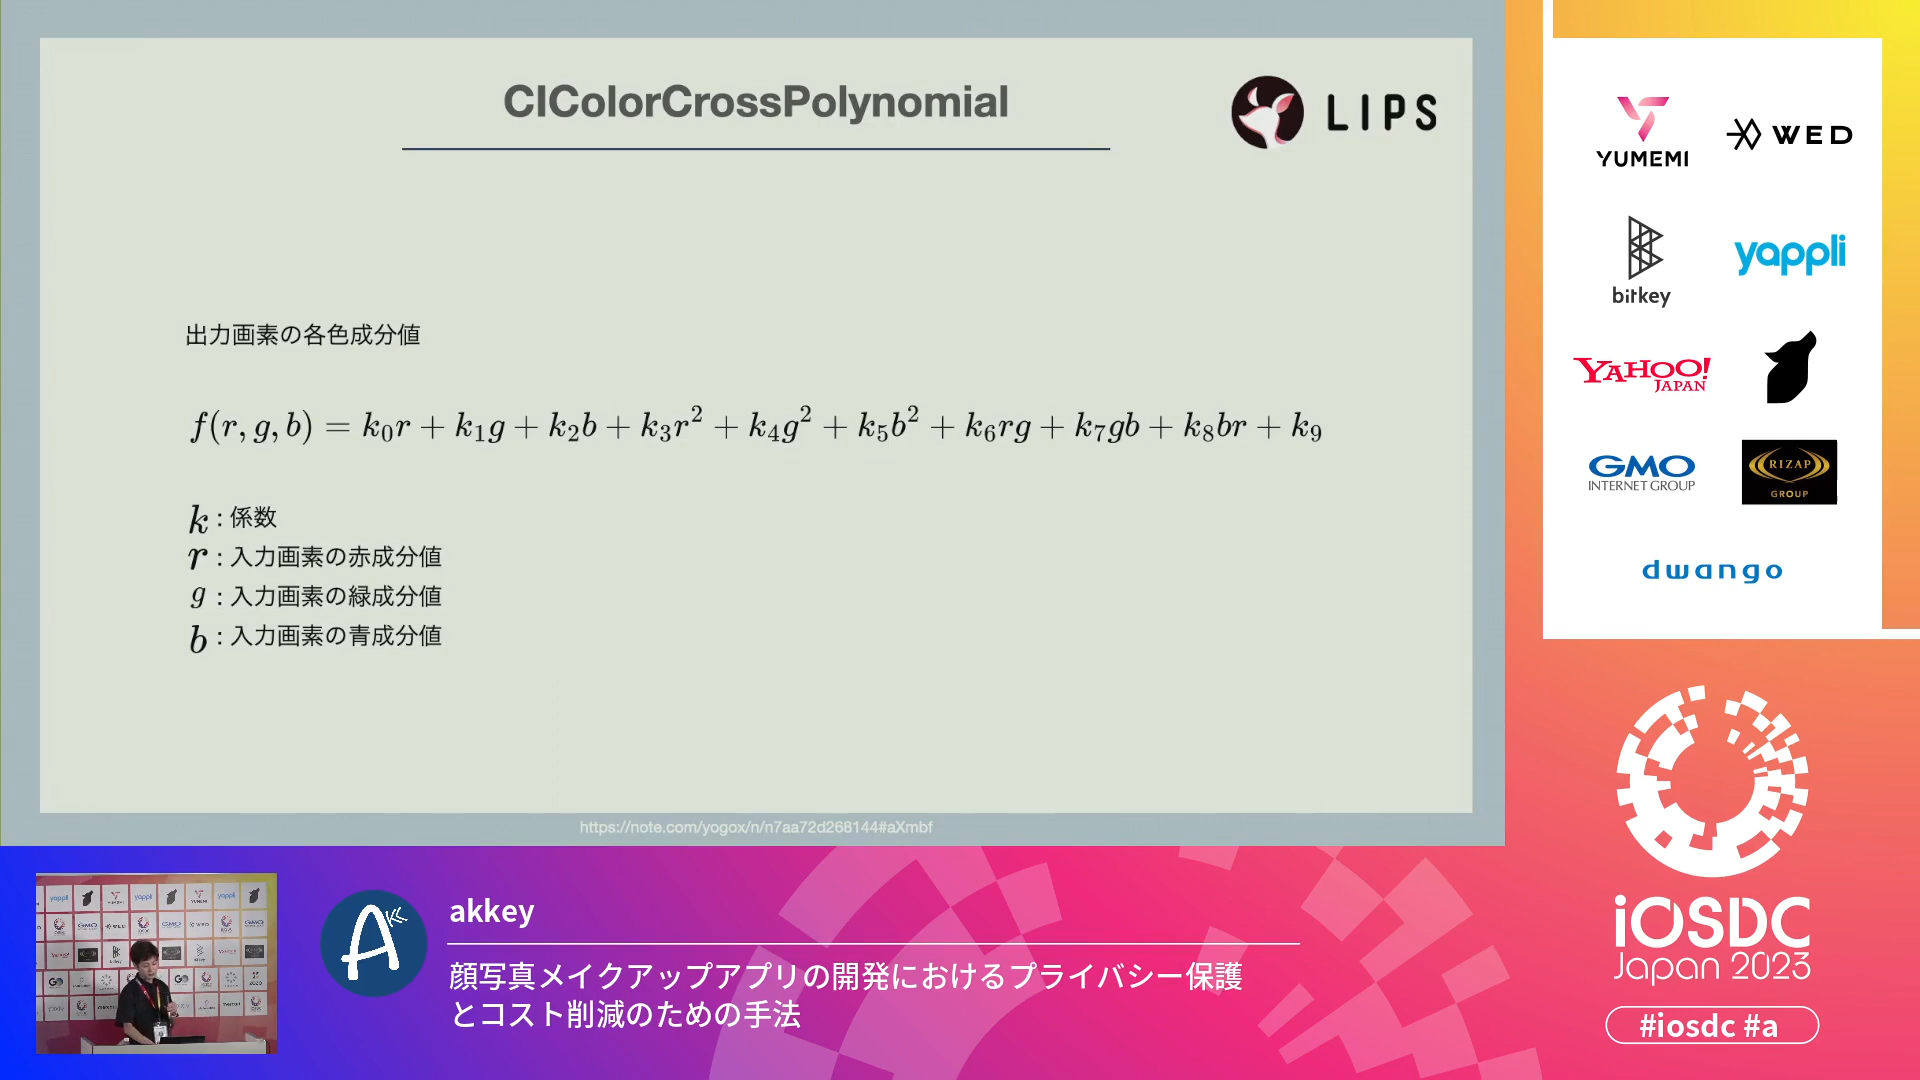 CIColorCrossPolynomial
LIPS
出力画素の各色成分値
f(r, g, b) = k₀r + k₁g + k₂b + k₃r² + k₄g² + k₅b² + k₆rg + k₇gb + k₈br + k₉
k : 係数
r : 入力画素の赤成分値
g : 入力画素の緑成分値
b : 入力画素の青成分値
https://note.com/yogox/n/n7aa72d268144#aXmbf
YUMEMI
WED
bitkey
yappli
YAHOO!
JAPAN
GMO
INTERNET GROUP
RIZAP
GROUP
dwango
akkey
顔写真メイクアップアプリの開発におけるプライバシー保護
とコスト削減のための手法
iOSDC
Japan 2023
#iosdc #a